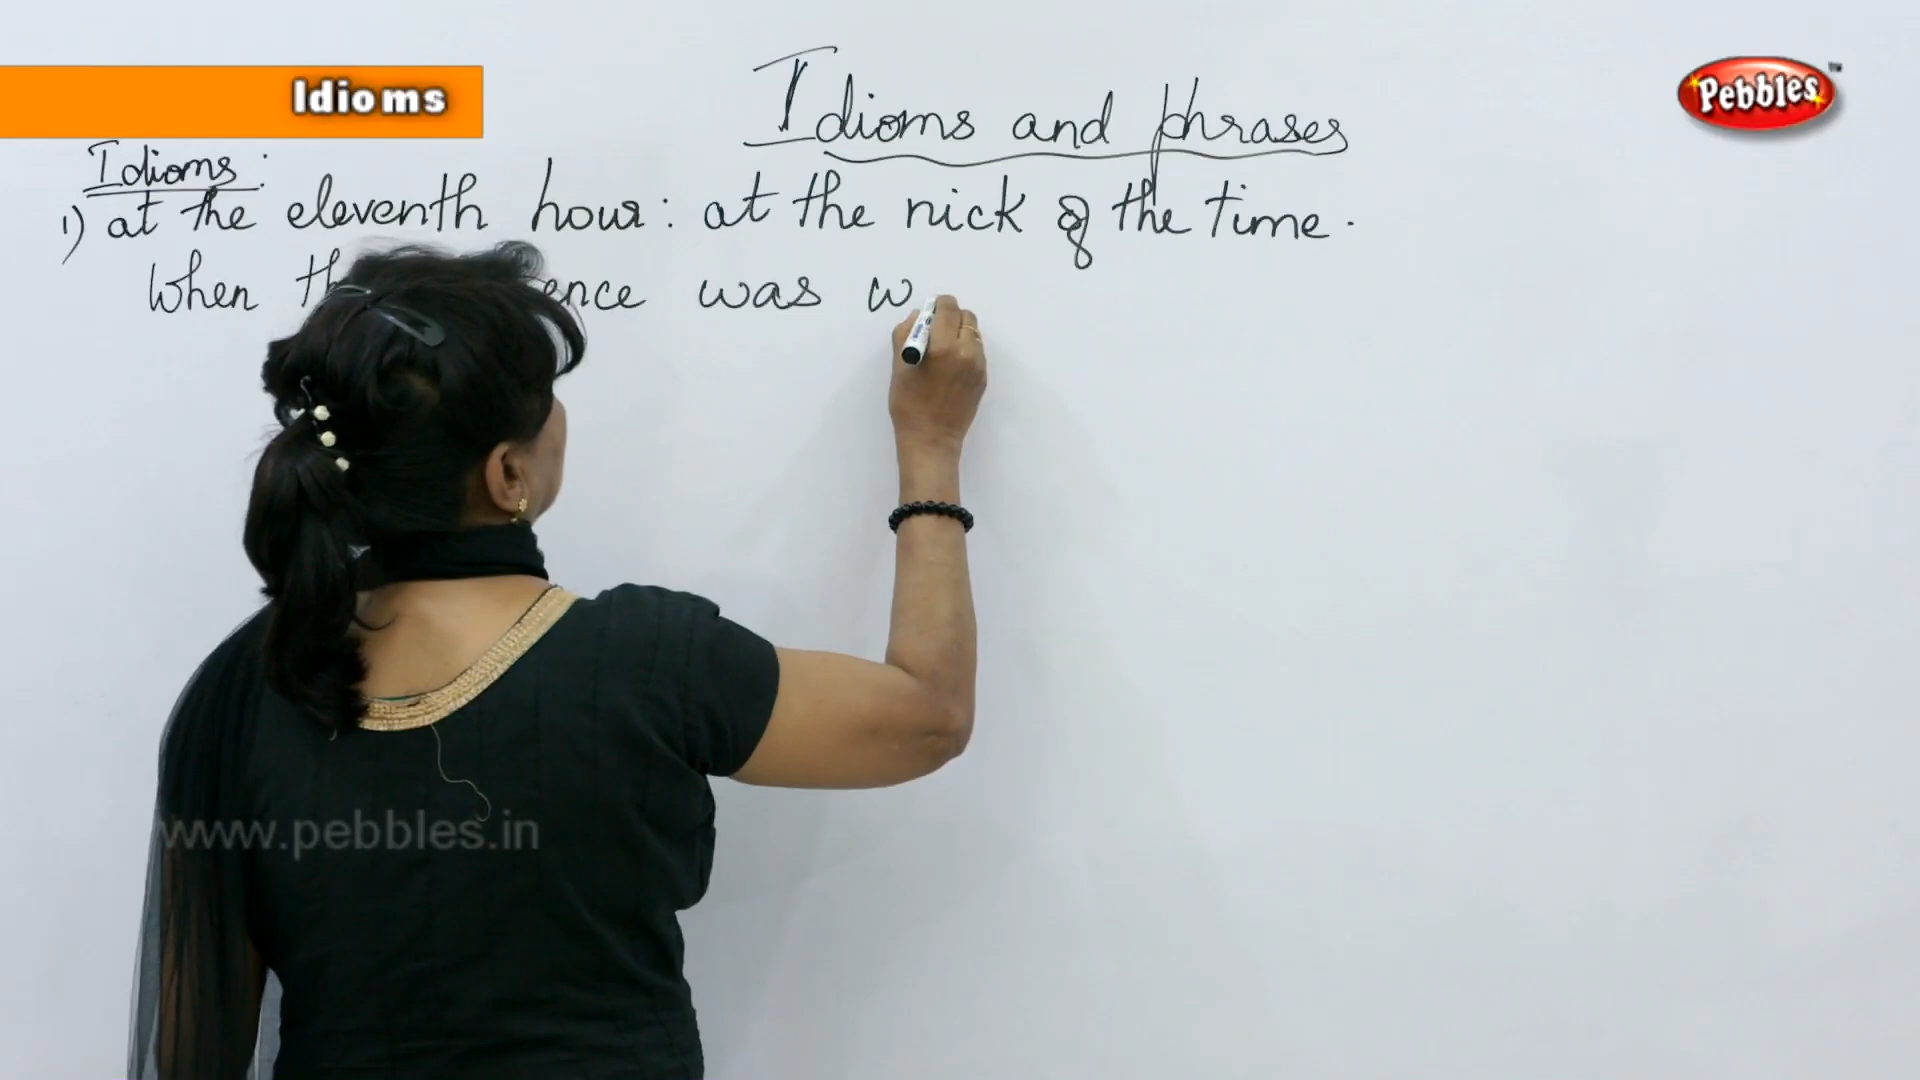 Idioms
Pebbles™
Idioms and phrases
Idioms:
1) at the eleventh hour: at the nick of the time.
When was w
www.pebbles.in